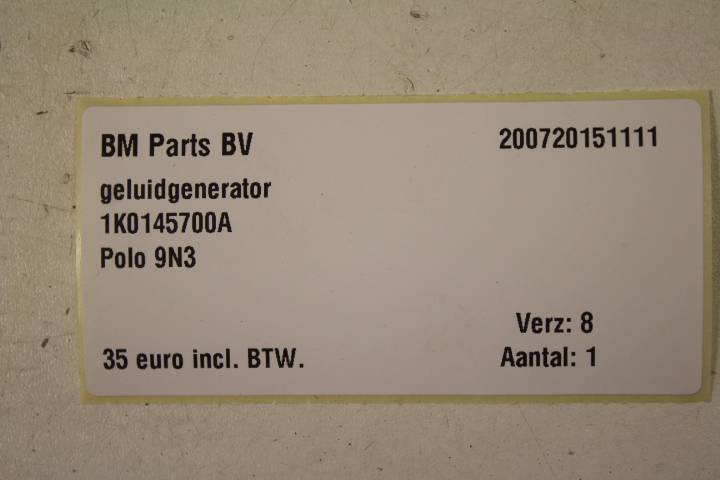 BM Parts BV
200720151111
geluidgenerator
1K0145700A
Polo 9N3
Verz: 8
35 euro incl. BTW.
Aantal: 1